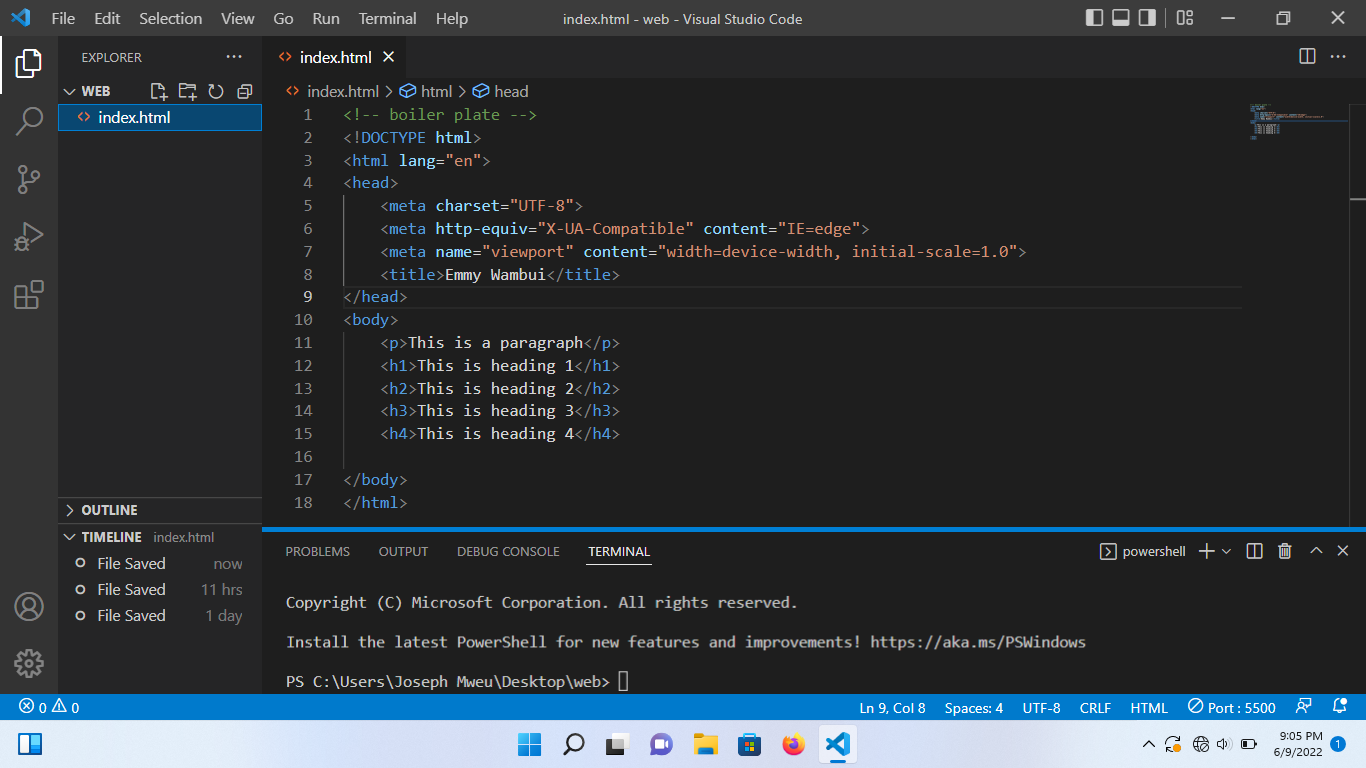 File Edit Selection View Go Run Terminal Help
index.html - web - Visual Studio Code
EXPLORER
WEB
index.html
OUTLINE
TIMELINE index.html
File Saved now
File Saved 11 hrs
File Saved 1 day
index.html
index.html > html > head
1 <!-- boiler plate -->
2 <!DOCTYPE html>
3 <html lang="en">
4 <head>
5     <meta charset="UTF-8">
6     <meta http-equiv="X-UA-Compatible" content="IE=edge">
7     <meta name="viewport" content="width=device-width, initial-scale=1.0">
8     <title>Emmy Wambui</title>
9 </head>
10 <body>
11     <p>This is a paragraph</p>
12     <h1>This is heading 1</h1>
13     <h2>This is heading 2</h2>
14     <h3>This is heading 3</h3>
15     <h4>This is heading 4</h4>
16
17 </body>
18 </html>
PROBLEMS OUTPUT DEBUG CONSOLE TERMINAL
powershell
Copyright (C) Microsoft Corporation. All rights reserved.
Install the latest PowerShell for new features and improvements! https://aka.ms/PSWindows
PS C:\Users\Joseph Mweu\Desktop\web>
0 0
Ln 9, Col 8 Spaces: 4 UTF-8 CRLF HTML Port : 5500
9:05 PM
6/9/2022
1